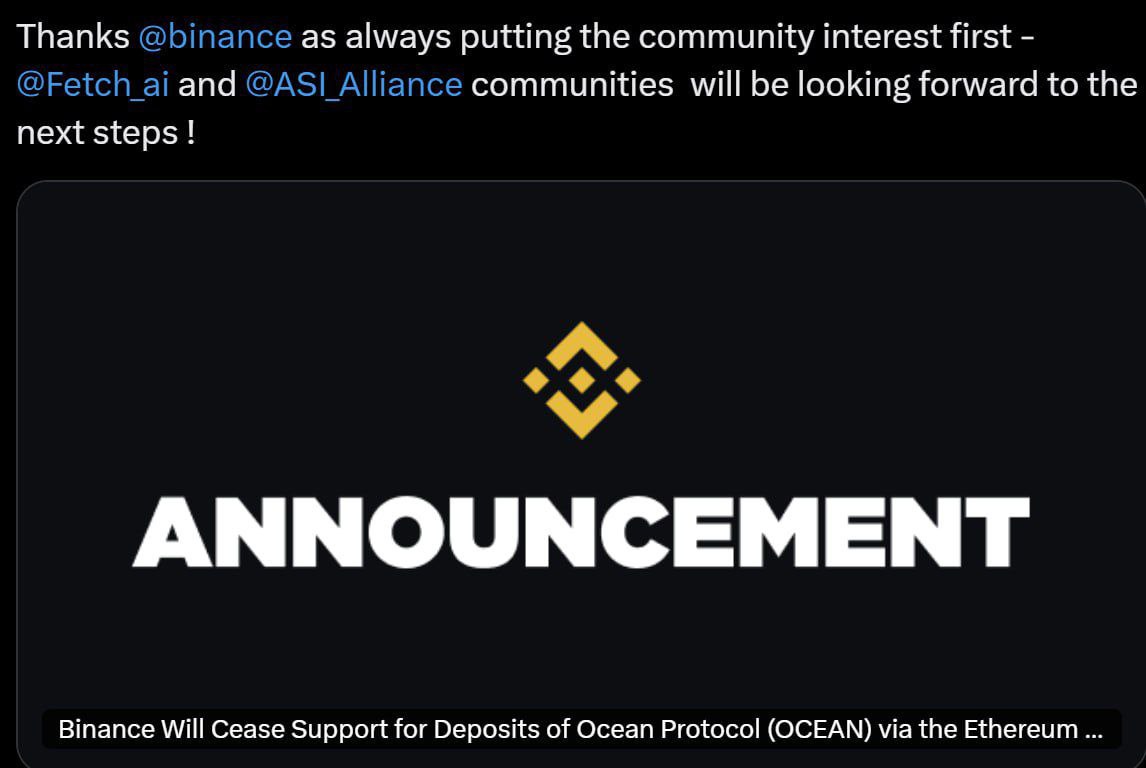 Thanks @binance as always putting the community interest first -
@Fetch_ai and @ASI_Alliance communities  will be looking forward to the
next steps !
ANNOUNCEMENT
Binance Will Cease Support for Deposits of Ocean Protocol (OCEAN) via the Ethereum ...